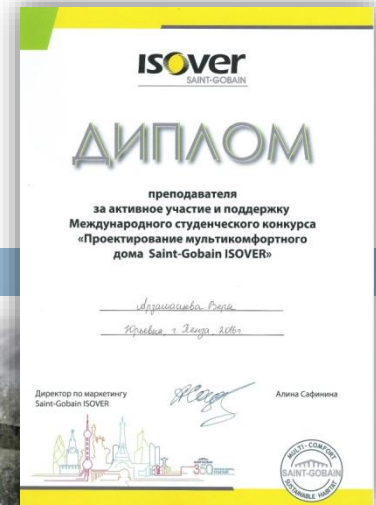 ISOVER
SAINT-GOBAIN
ДИПЛОМ
преподавателя
за активное участие и поддержку
Международного студенческого конкурса
«Проектирование мультикомфортного
дома Saint-Gobain ISOVER»
Вера
Юрьевна, г. Пенза, 2016г.
Директор по маркетингу
Saint-Gobain ISOVER
Алина Сафинина
350
MULTI-COMFORT
SAINT-GOBAIN
SUSTAINABLE HABITAT